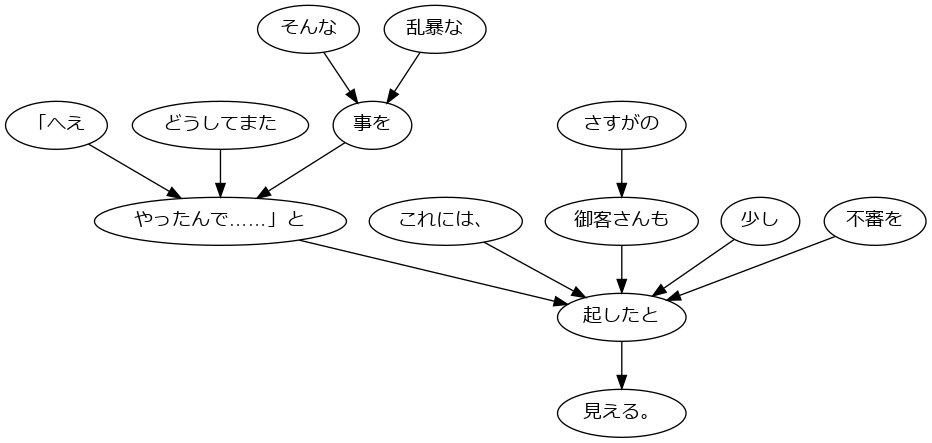 そんな
乱暴な
「へえ
どうしてまた
事を
さすがの
やったんで……」と
これには、
御客さんも
少し
不審を
起したと
見える。